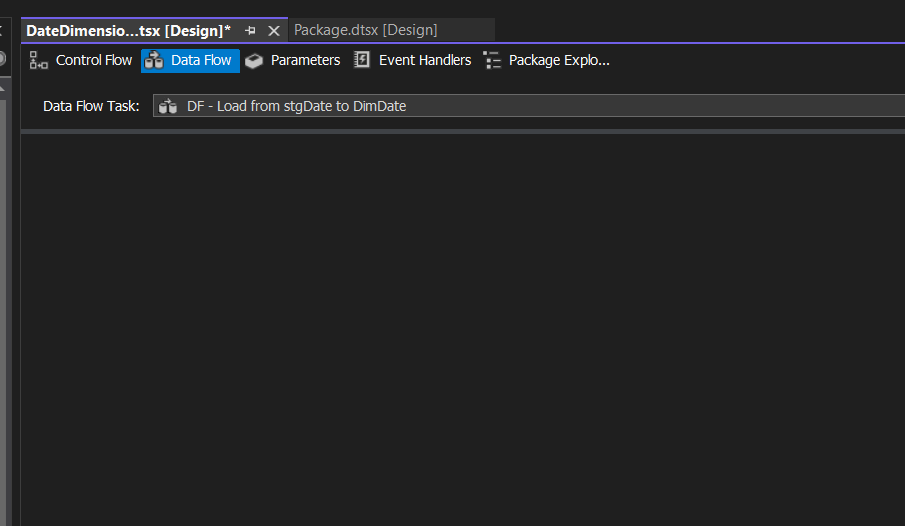 DateDimensio...tsx [Design]* Package.dtsx [Design]
Control Flow Data Flow Parameters Event Handlers Package Explo...
Data Flow Task: DF - Load from stgDate to DimDate